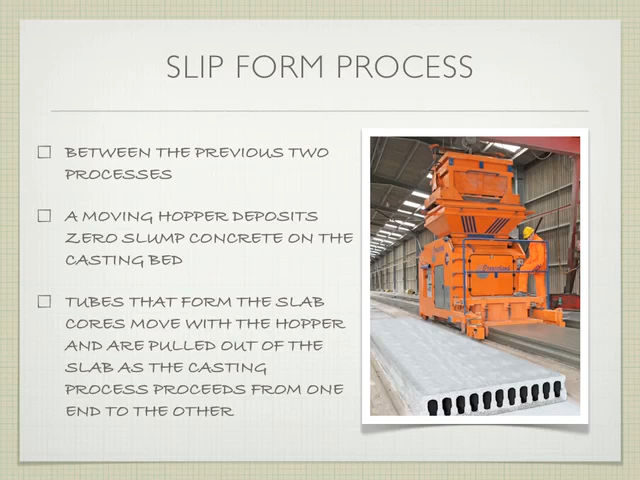 SLIP FORM PROCESS
BETWEEN THE PREVIOUS TWO
PROCESSES
A MOVING HOPPER DEPOSITS
ZERO SLUMP CONCRETE ON THE
CASTING BED
TUBES THAT FORM THE SLAB
CORES MOVE WITH THE HOPPER
AND ARE PULLED OUT OF THE
SLAB AS THE CASTING
PROCESS PROCEEDS FROM ONE
END TO THE OTHER